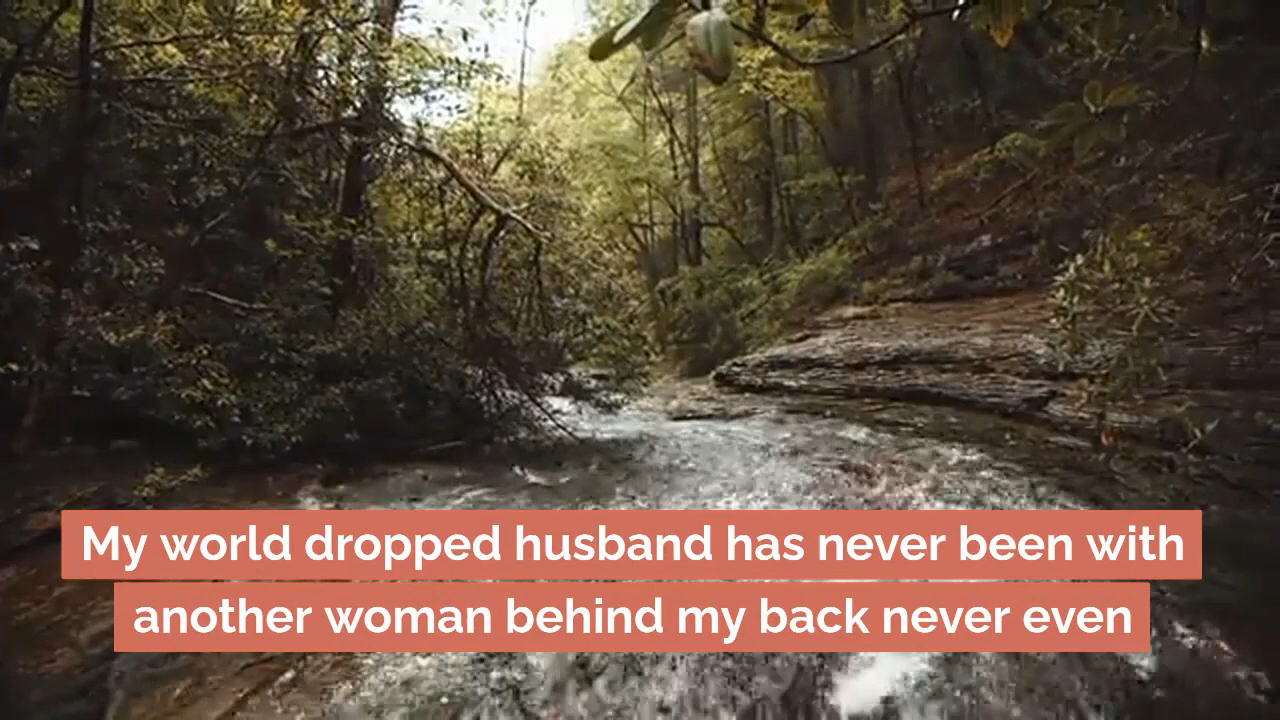 My world dropped husband has never been with
another woman behind my back never even